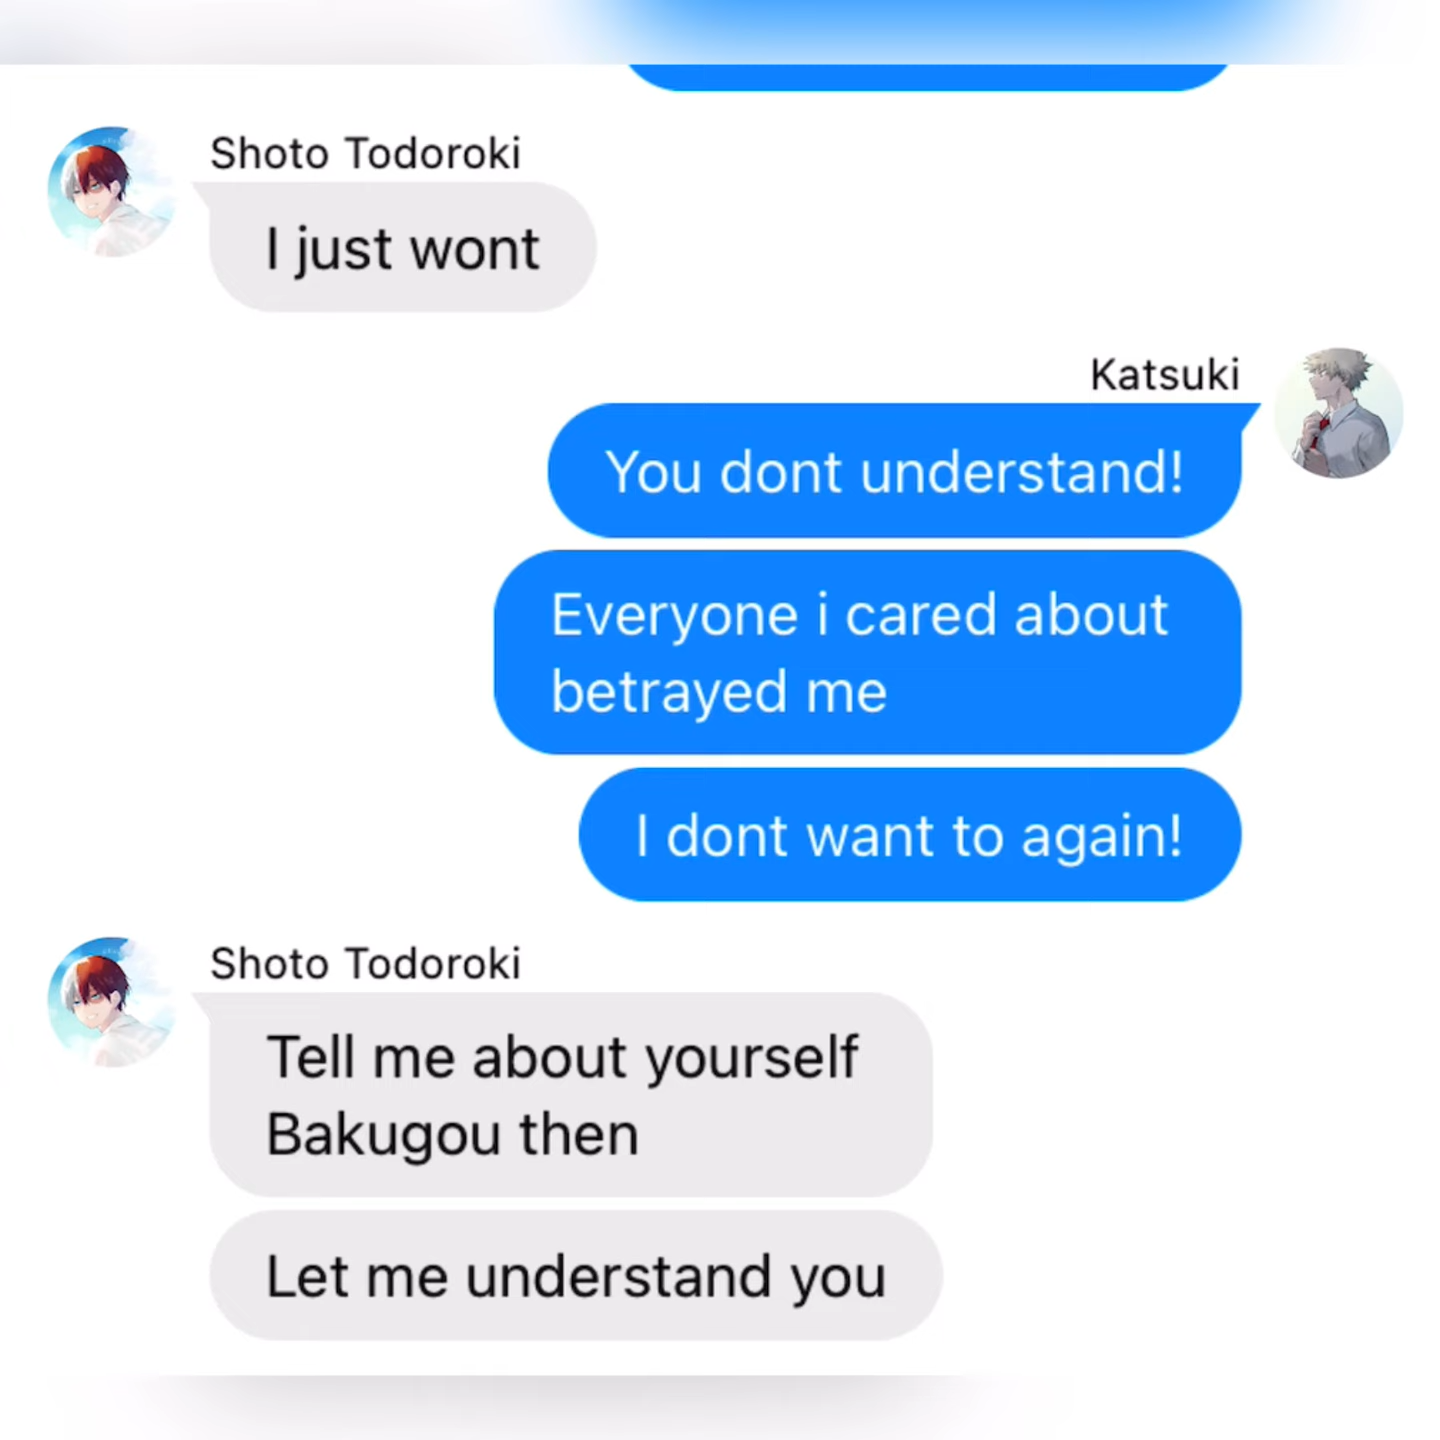 Shoto Todoroki
I just wont
Katsuki
You dont understand!
Everyone i cared about
betrayed me
I dont want to again!
Shoto Todoroki
Tell me about yourself
Bakugou then
Let me understand you